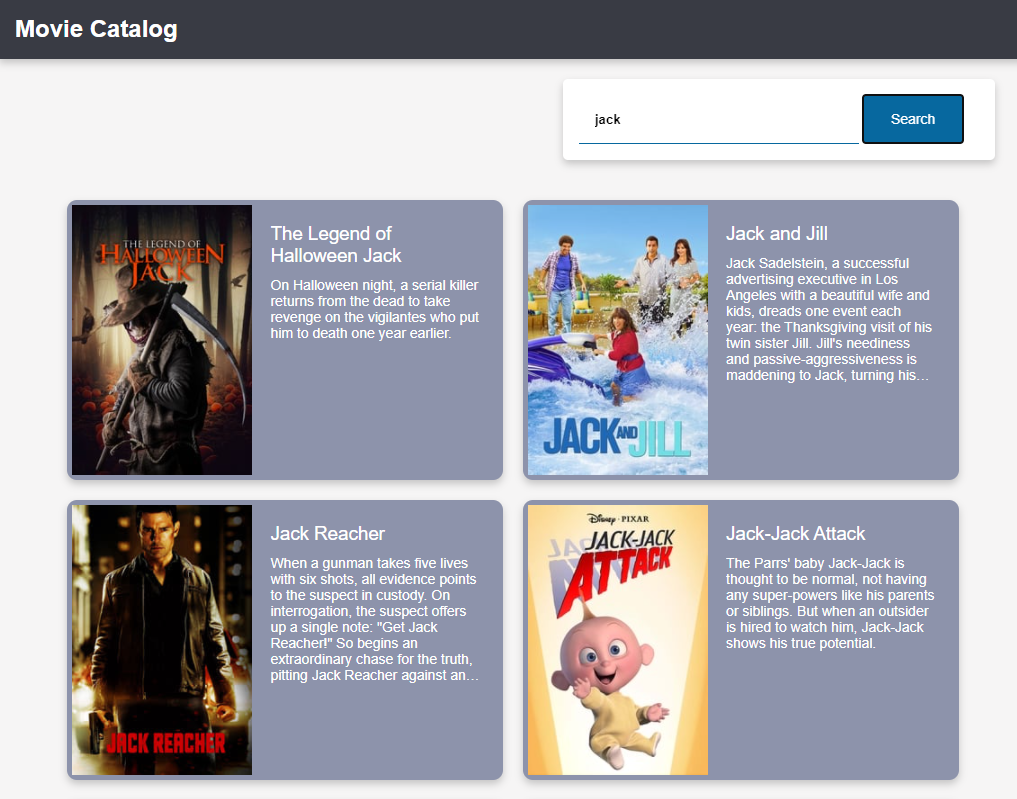 Movie Catalog
jack
Search
THE LEGEND OF
HALLOWEEN
JACK
The Legend of
Halloween Jack
On Halloween night, a serial killer
returns from the dead to take
revenge on the vigilantes who put
him to death one year earlier.
JACK AND JILL
Jack and Jill
Jack Sadelstein, a successful
advertising executive in Los
Angeles with a beautiful wife and
kids, dreads one event each
year: the Thanksgiving visit of his
twin sister Jill. Jill's neediness
and passive-aggressiveness is
maddening to Jack, turning his...
JACK REACHER
Jack Reacher
When a gunman takes five lives
with six shots, all evidence points
to the suspect in custody. On
interrogation, the suspect offers
up a single note: "Get Jack
Reacher!" So begins an
extraordinary chase for the truth,
pitting Jack Reacher against an...
Disney · PIXAR
JACK-JACK
ATTACK
Jack-Jack Attack
The Parrs' baby Jack-Jack is
thought to be normal, not having
any super-powers like his parents
or siblings. But when an outsider
is hired to watch him, Jack-Jack
shows his true potential.